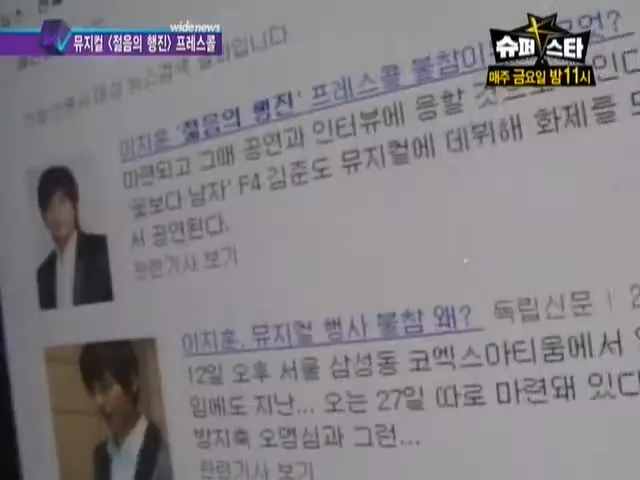 widenews
뮤지컬 <젊음의 행진> 프레스콜
슈퍼스타
매주 금요일 밤11시
이지훈 '젊음의 행진' 프레스콜 불참이
마련되고 그때 공연과 인터뷰에 응할 것으로
꽃보다 남자' F4 김준도 뮤지컬에 데뷔해 화제를
서 공연된다.
관련기사 보기
이지훈, 뮤지컬 행사 불참 왜? 독립신문 | 2
12일 오후 서울 삼성동 코엑스아티움에서
임에도 지난... 오는 27일 따로 마련돼 있다
방지축 오영심과 그런...
관련기사 보기